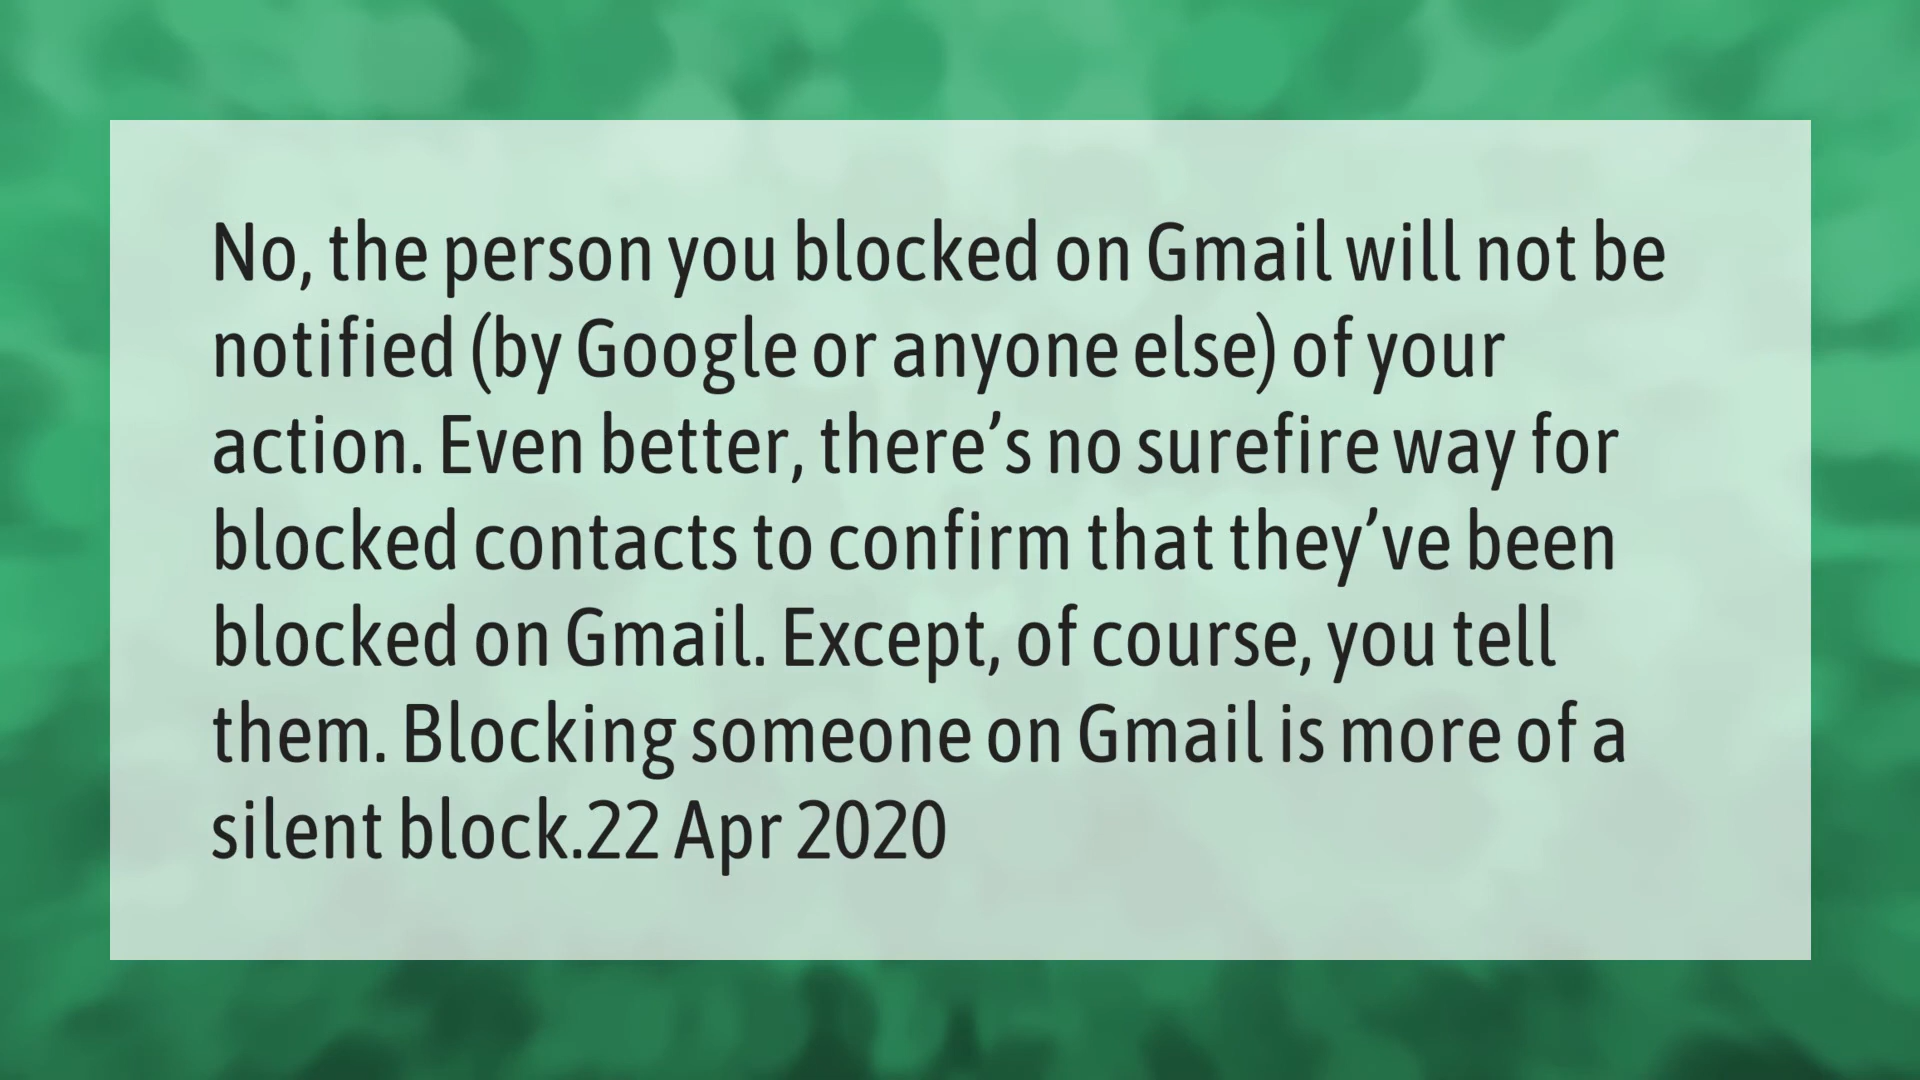 No, the person you blocked on Gmail will not be
notified (by Google or anyone else) of your
action. Even better, there’s no surefire way for
blocked contacts to confirm that they’ve been
blocked on Gmail. Except, of course, you tell
them. Blocking someone on Gmail is more of a
silent block.22 Apr 2020